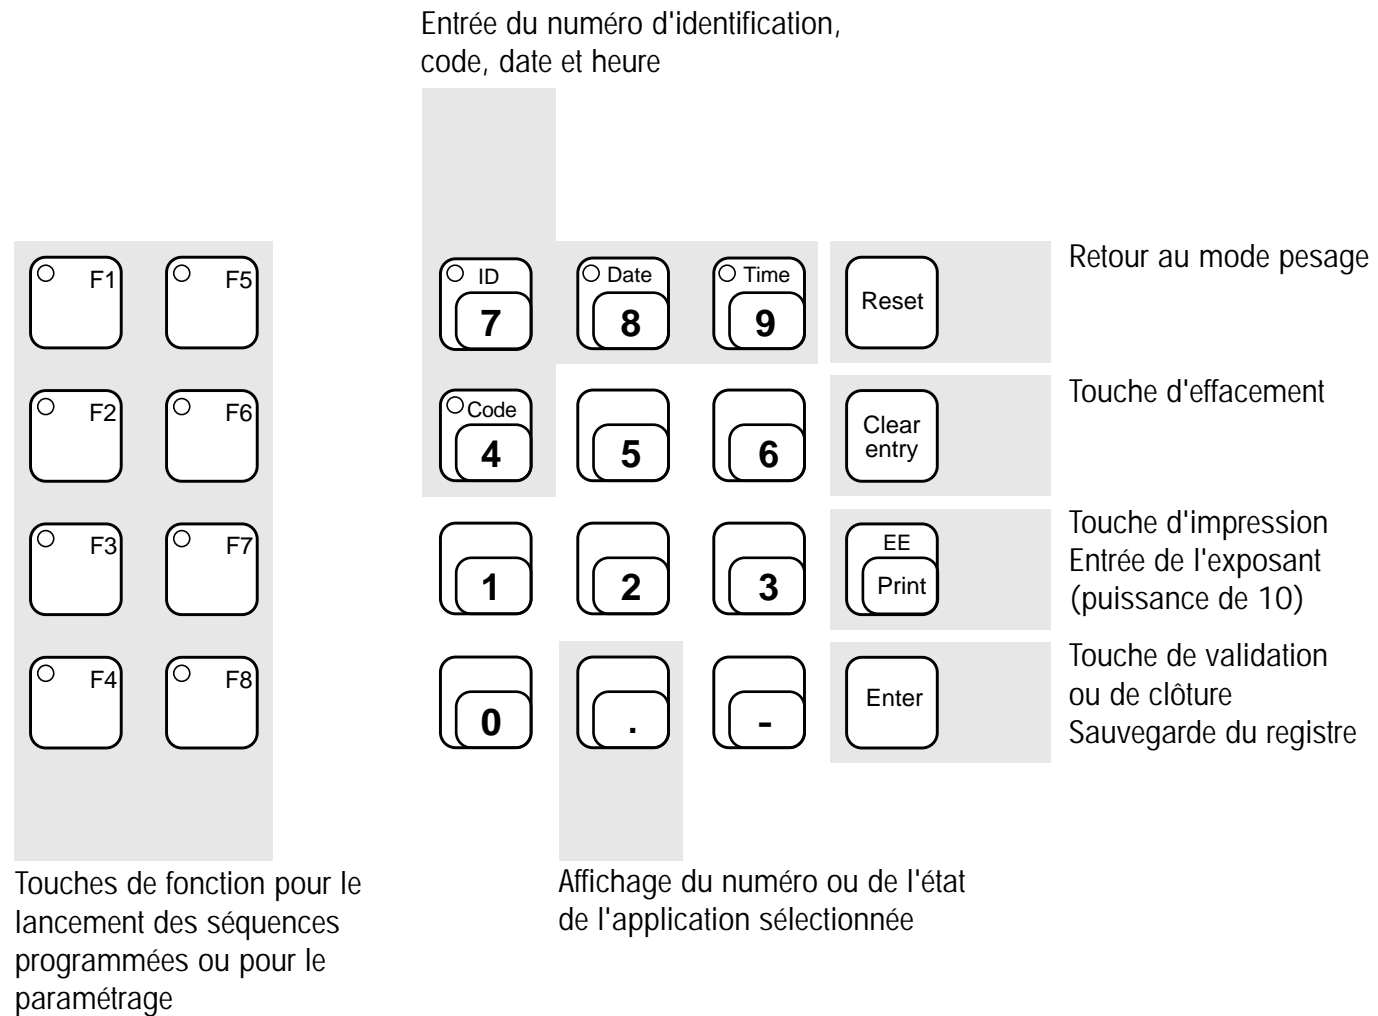 Entrée du numéro d'identification,
code, date et heure
F1 F5 ID Date Time
7 8 9 Reset
Retour au mode pesage
F2 F6 Code
4 5 6 Clear
entry
Touche d'effacement
F3 F7 EE
1 2 3 Print
Touche d'impression
Entrée de l'exposant
(puissance de 10)
F4 F8
0 . - Enter
Touche de validation
ou de clôture
Sauvegarde du registre
Touches de fonction pour le
lancement des séquences
programmées ou pour le
paramétrage
Affichage du numéro ou de l'état
de l'application sélectionnée